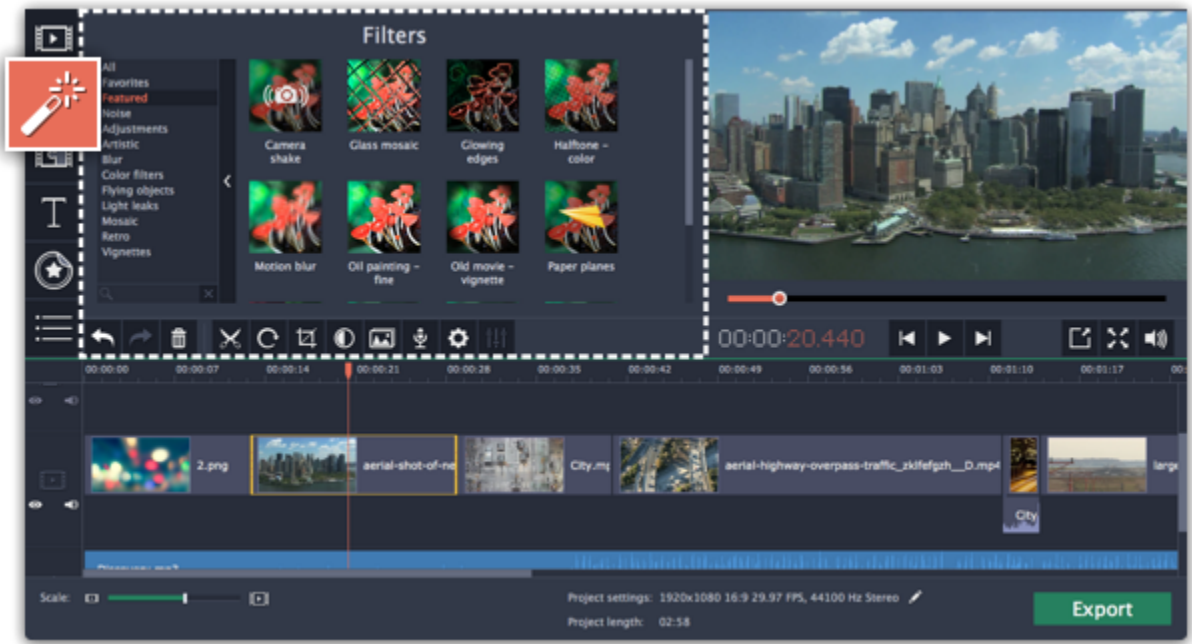 Filters
All
Favorites
Featured
Noise
Adjustments
Artistic
Blur
Color filters
Flying objects
Light leaks
Mosaic
Retro
Vignettes
Camera shake
Glass mosaic
Glowing edges
Halftone – color
Motion blur
Oil painting – fine
Old movie – vignette
Paper planes
00:00:20.440
00:00:00 00:00:07 00:00:14 00:00:21 00:00:28 00:00:35 00:00:42 00:00:49 00:00:56 00:01:03 00:01:10 00:01:17
2.png
aerial-shot-of-ne
City.mp
aerial-highway-overpass-traffic_zklfefgzh__D.mp4
large
City.
Discovery.mp3
Scale:
Project settings: 1920x1080 16:9 29.97 FPS, 44100 Hz Stereo
Project length: 02:58
Export